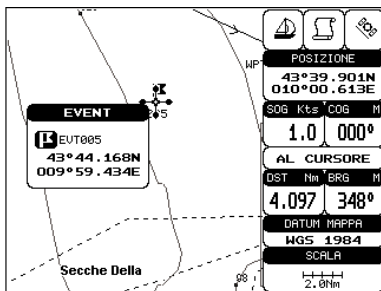 WP
EVENT
EVT005
43°44.168N
009°59.434E
Secche Della
98
POSIZIONE
43°39.901N
010°00.613E
SOG Kts COG M
1.0 000°
AL CURSORE
DST Nm BRG M
4.097 348°
DATUM MAPPA
WGS 1984
SCALA
2.0Nm